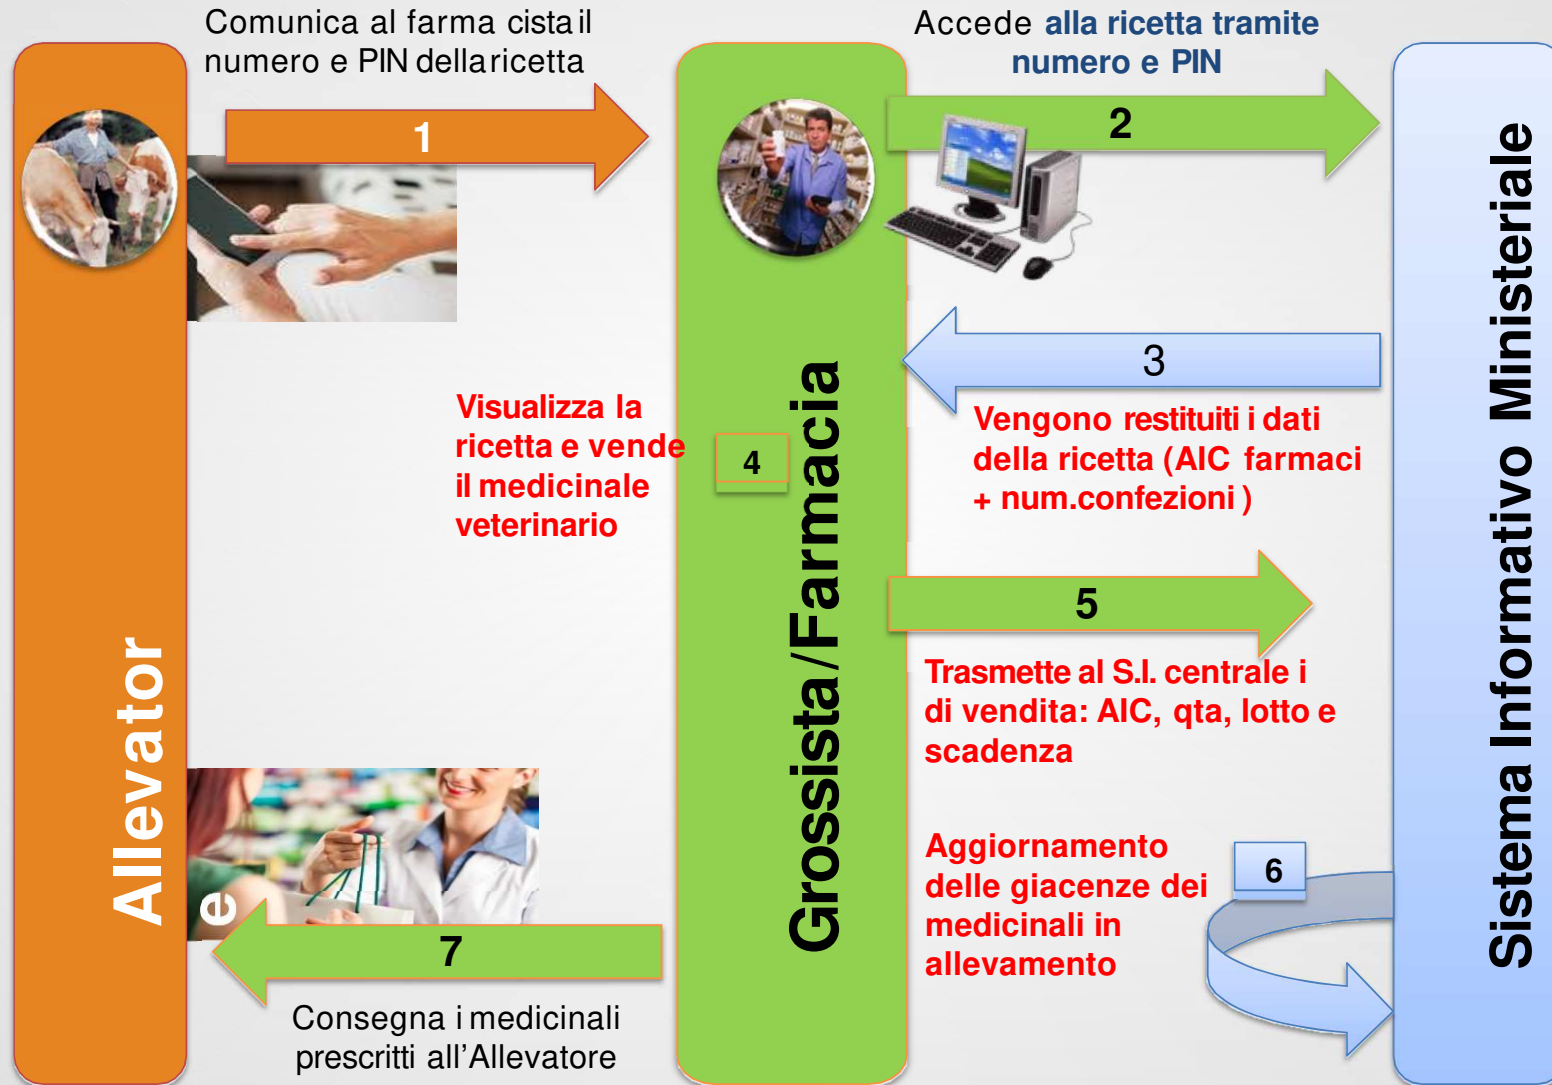 Comunica al farma cista il
numero e PIN della ricetta
1
Accede alla ricetta tramite
numero e PIN
2
3
Vengono restituiti i dati
della ricetta (AIC farmaci
+ num.confezioni )
Visualizza la
ricetta e vende
il medicinale
veterinario
4
5
Trasmette al S.I. centrale i
di vendita: AIC, qta, lotto e
scadenza
Aggiornamento
delle giacenze dei
medicinali in
allevamento
6
7
Consegna i medicinali
prescritti all’Allevatore
Allevator
e
Grossista/Farmacia
Sistema Informativo Ministeriale